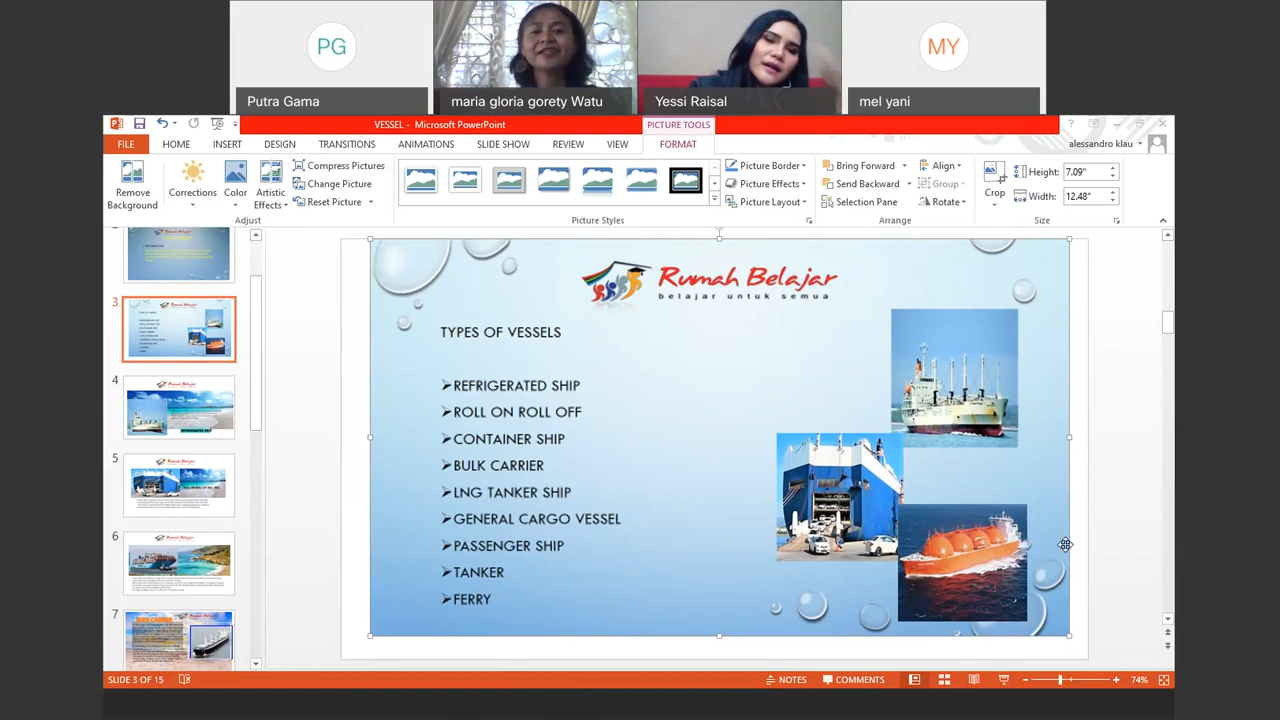 PG
MY
Putra Gama
maria gloria gorety Watu
Yessi Raisal
mel yani
VESSEL - Microsoft PowerPoint
PICTURE TOOLS
FILE
HOME
INSERT
DESIGN
TRANSITIONS
ANIMATIONS
SLIDE SHOW
REVIEW
VIEW
FORMAT
alessandro klau
Remove Background
Corrections
Color
Artistic Effects
Compress Pictures
Change Picture
Reset Picture
Adjust
Picture Styles
Picture Border
Picture Effects
Picture Layout
Bring Forward
Send Backward
Selection Pane
Align
Group
Rotate
Arrange
Crop
Height: 7.09"
Width: 12.48"
Size
3
4
5
6
7
Rumah Belajar
belajar untuk semua
TYPES OF VESSELS
REFRIGERATED SHIP
ROLL ON ROLL OFF
CONTAINER SHIP
BULK CARRIER
LNG TANKER SHIP
GENERAL CARGO VESSEL
PASSENGER SHIP
TANKER
FERRY
SLIDE 3 OF 15
NOTES
COMMENTS
74%